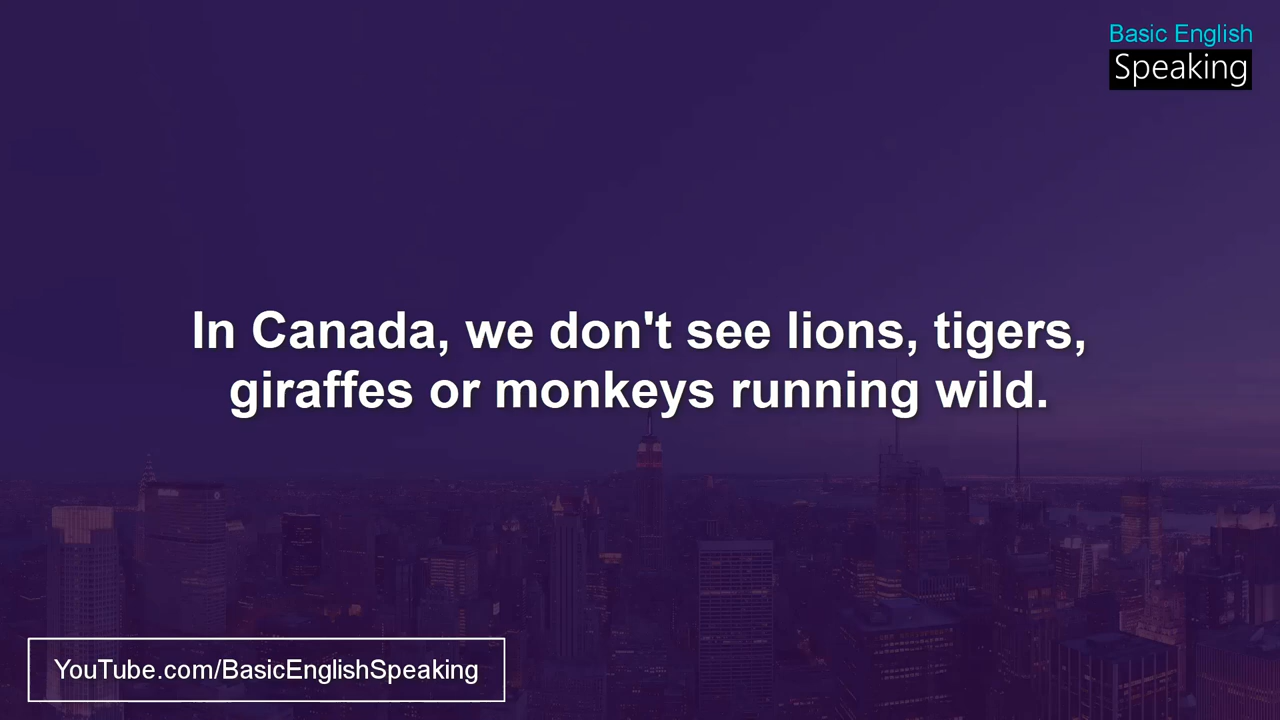 Basic English
Speaking
In Canada, we don't see lions, tigers,
giraffes or monkeys running wild.
YouTube.com/BasicEnglishSpeaking